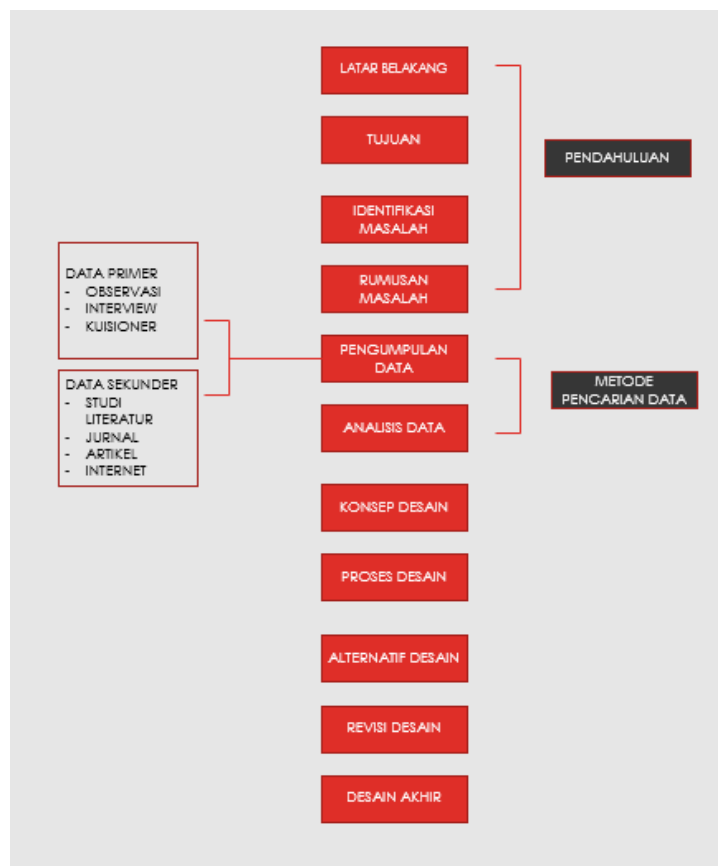 LATAR BELAKANG
TUJUAN
PENDAHULUAN
IDENTIFIKASI
MASALAH
RUMUSAN
MASALAH
DATA PRIMER
- OBSERVASI
- INTERVIEW
- KUISIONER
PENGUMPULAN
DATA
DATA SEKUNDER
- STUDI
LITERATUR
- JURNAL
- ARTIKEL
- INTERNET
METODE
PENCARIAN DATA
ANALISIS DATA
KONSEP DESAIN
PROSES DESAIN
ALTERNATIF DESAIN
REVISI DESAIN
DESAIN AKHIR